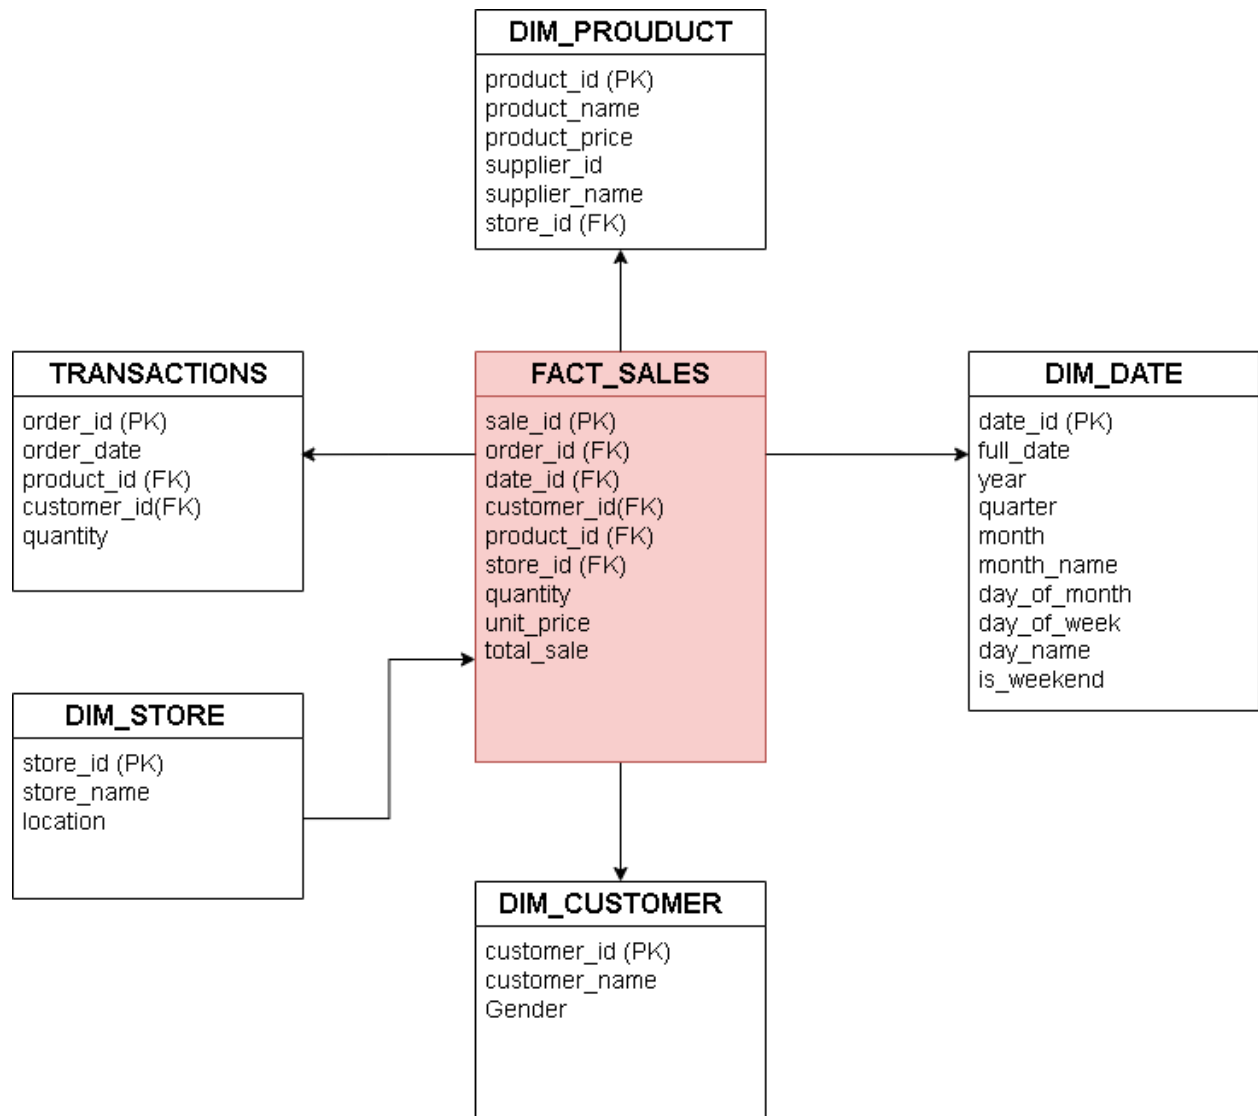 DIM_PROUDUCT
product_id (PK)
product_name
product_price
supplier_id
supplier_name
store_id (FK)
TRANSACTIONS
order_id (PK)
order_date
product_id (FK)
customer_id(FK)
quantity
FACT_SALES
sale_id (PK)
order_id (FK)
date_id (FK)
customer_id(FK)
product_id (FK)
store_id (FK)
quantity
unit_price
total_sale
DIM_DATE
date_id (PK)
full_date
year
quarter
month
month_name
day_of_month
day_of_week
day_name
is_weekend
DIM_STORE
store_id (PK)
store_name
location
DIM_CUSTOMER
customer_id (PK)
customer_name
Gender